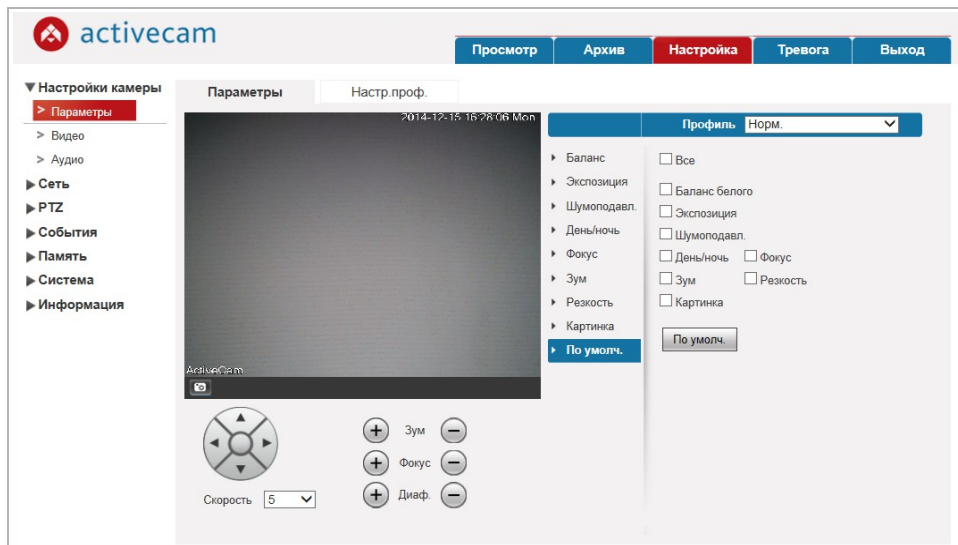 activecam
Просмотр Архив Настройка Тревога Выход
Настройки камеры
> Параметры
> Видео
> Аудио
Сеть
PTZ
События
Память
Система
Информация
Параметры Настр.проф.
2014-12-15 16:28:06 Mon
ActiveCam
Скорость 5
+ Зум −
+ Фокус −
+ Диаф. −
Профиль Норм.
Баланс
Экспозиция
Шумоподавл.
День/ночь
Фокус
Зум
Резкость
Картинка
По умолч.
Все
Баланс белого
Экспозиция
Шумоподавл.
День/ночь Фокус
Зум Резкость
Картинка
По умолч.